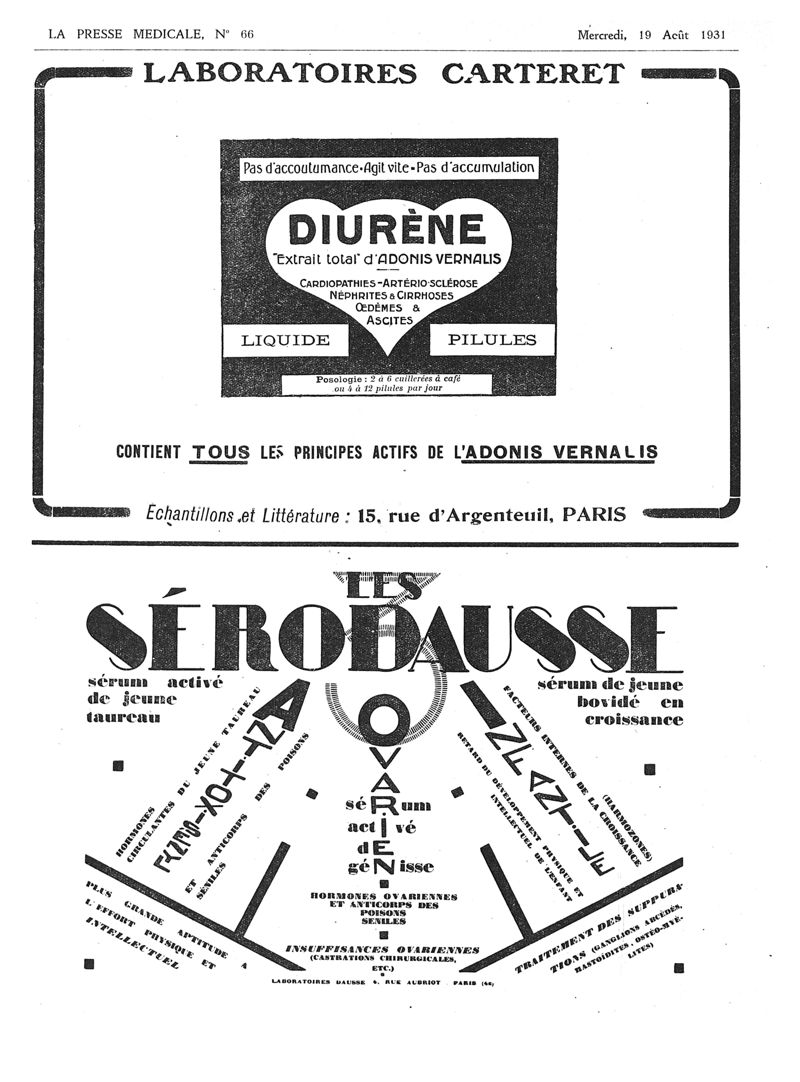 LA PRESSE MEDICALE, N° 66
Mercredi, 19 Août 1931
LABORATOIRES CARTERET
Pas d'accoutumance • Agit vite - Pas d'accumulation
DIURÈNE
"Extrait total" d'ADONIS VERNALIS
CARDIOPATHIES - ARTÉRIO-SCLÉROSE
NÉPHRITES & CIRRHOSES
ŒDÈMES &
ASCITES
LIQUIDE
PILULES
Posologie : 2 à 6 cuillerées à café
ou 4 à 12 pilules par jour
CONTIENT TOUS LES PRINCIPES ACTIFS DE L'ADONIS VERNALIS
Échantillons et Littérature : 15, rue d'Argenteuil, PARIS
LES
SÉRODAUSSE
sérum activé
de jeune
taureau
HORMONES
CIRCULANTES DU JEUNE TAUREAU
ANTITOXI-SÉNYL
ET ANTICORPS DES POISONS
SÉNILES
PLUS GRANDE APTITUDE A
L'EFFORT PHYSIQUE ET
INTELLECTUEL
OVARIEN
sérum
activé
dE
géNisse
HORMONES OVARIENNES
ET ANTICORPS DES
POISONS
SENILES
INSUFFISANCES OVARIENNES
(CASTRATIONS CHIRURGICALES,
ETC.)
sérum de jeune
bovidé en
croissance
FACTEURS INTERNES DE LA CROISSANCE
(HARMOZONES)
INFANTILE
RETARD DU DÉVELOPPEMENT PHYSIQUE ET
INTELLECTUEL DE L'ENFANT
TRAITEMENT DES SUPPURA-
TIONS (GANGLIONS ABCÉDÉS,
MASTOÏDITES, OSTÉO-MYÉ-
LITES)
LABORATOIRES DAUSSE 4, RUE AUBRIOT . PARIS (4e)